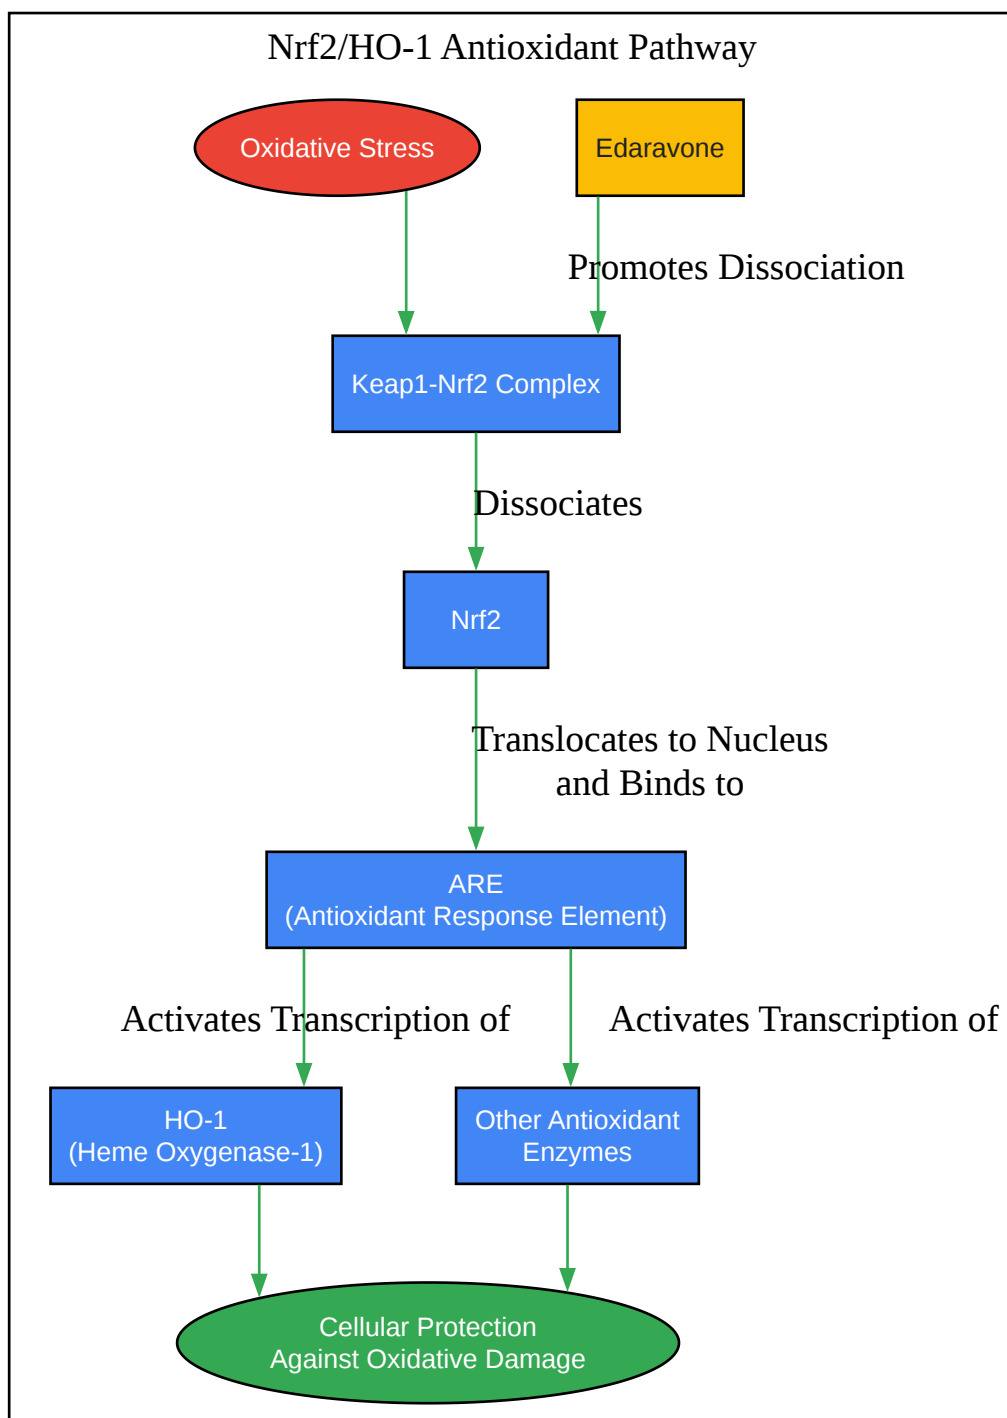 Nrf2/HO-1 Antioxidant Pathway
Oxidative Stress
Edaravone
Promotes Dissociation
Keap1-Nrf2 Complex
Dissociates
Nrf2
Translocates to Nucleus
and Binds to
ARE
(Antioxidant Response Element)
Activates Transcription of
Activates Transcription of
HO-1
(Heme Oxygenase-1)
Other Antioxidant
Enzymes
Cellular Protection
Against Oxidative Damage